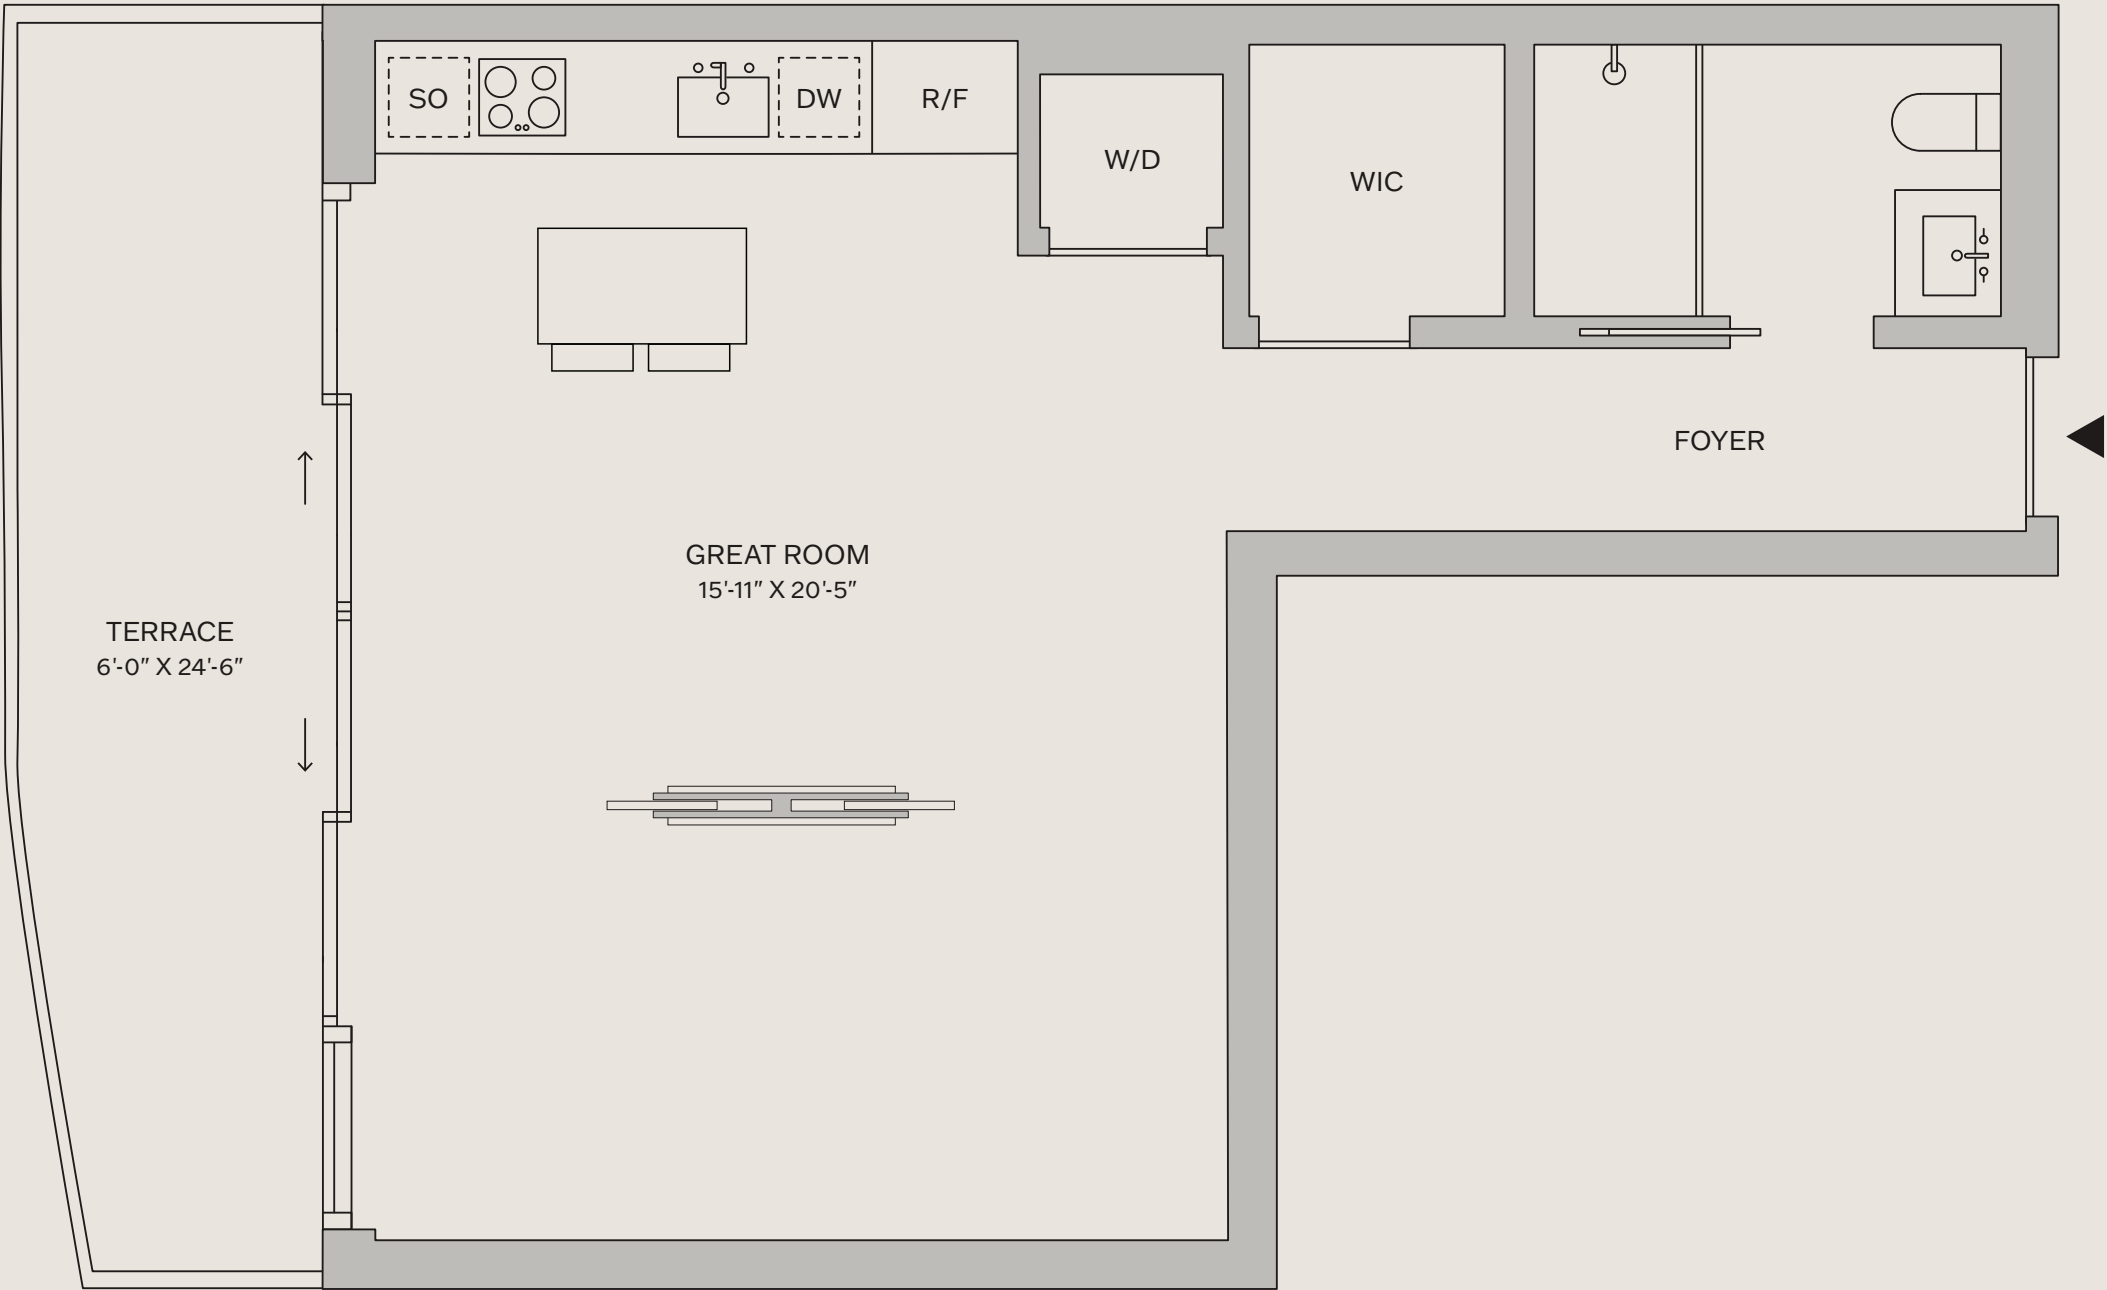 SO
DW
R/F
W/D
WIC
FOYER
GREAT ROOM
15'-11" X 20'-5"
TERRACE
6'-0" X 24'-6"